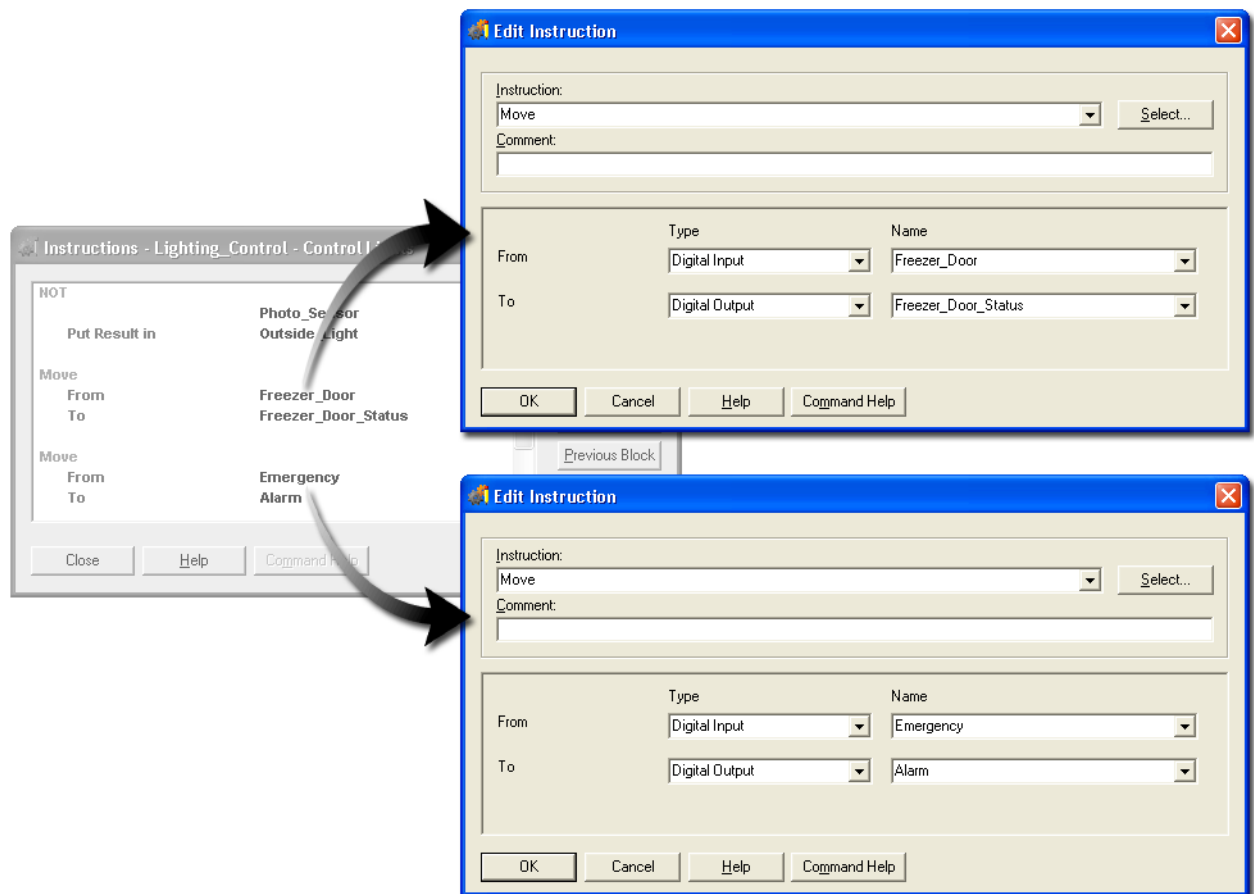 Edit Instruction
Instruction:
Move
Select...
Comment:
Type Name
From Digital Input Freezer_Door
To Digital Output Freezer_Door_Status
OK Cancel Help Command Help
Instructions - Lighting_Control - Control
NOT
Photo_Sensor
Put Result in Outside_Light
Move
From Freezer_Door
To Freezer_Door_Status
Move
From Emergency
To Alarm
Previous Block
Close Help Command Help
Edit Instruction
Instruction:
Move
Select...
Comment:
Type Name
From Digital Input Emergency
To Digital Output Alarm
OK Cancel Help Command Help